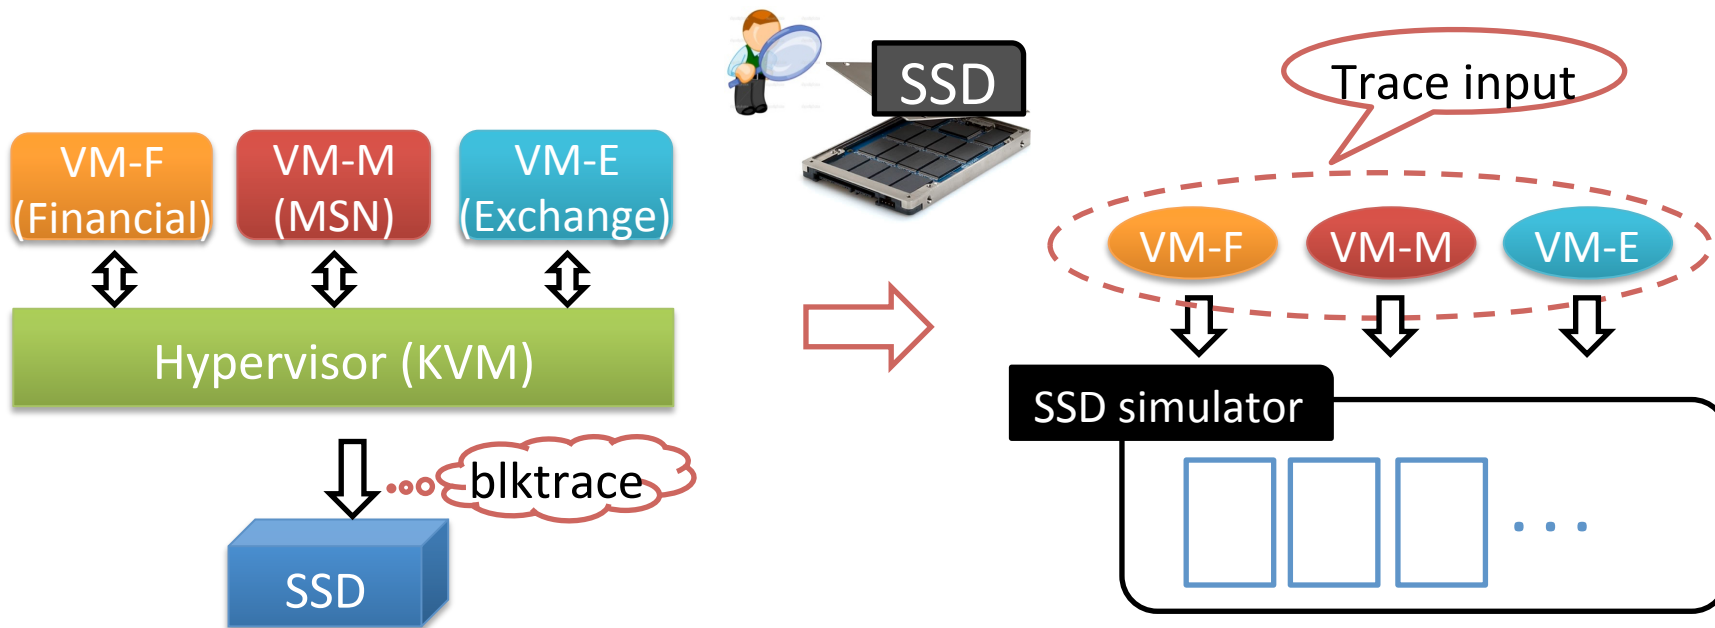 SSD
Trace input
VM-F
(Financial)
VM-M
(MSN)
VM-E
(Exchange)
VM-F
VM-M
VM-E
Hypervisor (KVM)
SSD simulator
blktrace
SSD